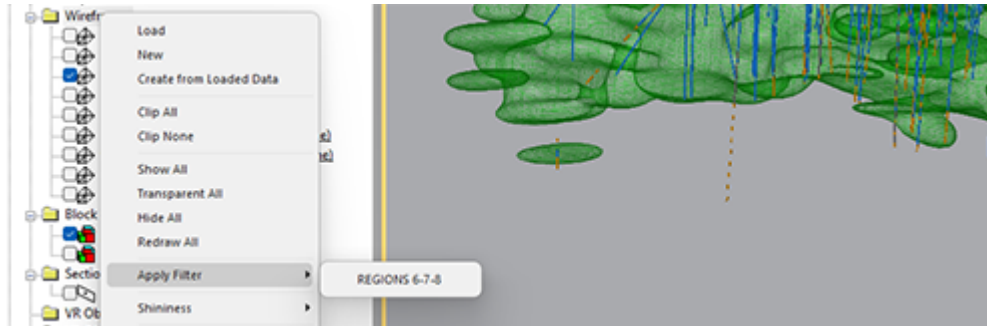 Wirefr
Load
New
Create from Loaded Data
Clip All
Clip None
e)
ne)
Show All
Transparent All
Block
Hide All
Redraw All
Sectio
Apply Filter
REGIONS 6-7-8
VR Ob
Shininess